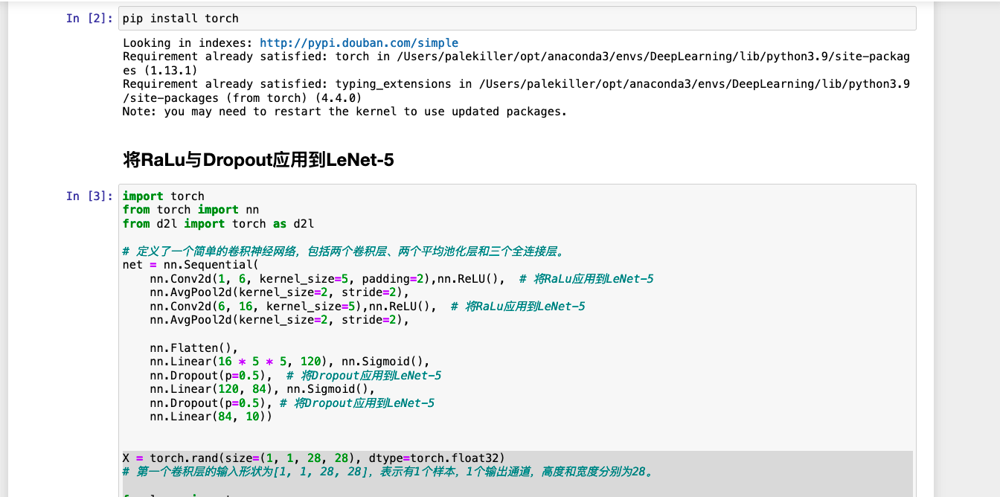 In [2]: pip install torch
Looking in indexes: http://pypi.douban.com/simple
Requirement already satisfied: torch in /Users/palekiller/opt/anaconda3/envs/DeepLearning/lib/python3.9/site-packag
es (1.13.1)
Requirement already satisfied: typing_extensions in /Users/palekiller/opt/anaconda3/envs/DeepLearning/lib/python3.9
/site-packages (from torch) (4.4.0)
Note: you may need to restart the kernel to use updated packages.
将RaLu与Dropout应用到LeNet-5
In [3]: import torch
from torch import nn
from d2l import torch as d2l
# 定义了一个简单的卷积神经网络，包括两个卷积层、两个平均池化层和三个全连接层。
net = nn.Sequential(
    nn.Conv2d(1, 6, kernel_size=5, padding=2),nn.ReLU(),  # 将RaLu应用到LeNet-5
    nn.AvgPool2d(kernel_size=2, stride=2),
    nn.Conv2d(6, 16, kernel_size=5),nn.ReLU(),  # 将RaLu应用到LeNet-5
    nn.AvgPool2d(kernel_size=2, stride=2),
    nn.Flatten(),
    nn.Linear(16 * 5 * 5, 120), nn.Sigmoid(),
    nn.Dropout(p=0.5),  # 将Dropout应用到LeNet-5
    nn.Linear(120, 84), nn.Sigmoid(),
    nn.Dropout(p=0.5), # 将Dropout应用到LeNet-5
    nn.Linear(84, 10))
X = torch.rand(size=(1, 1, 28, 28), dtype=torch.float32)
# 第一个卷积层的输入形状为[1, 1, 28, 28]，表示有1个样本，1个输出通道，高度和宽度分别为28。